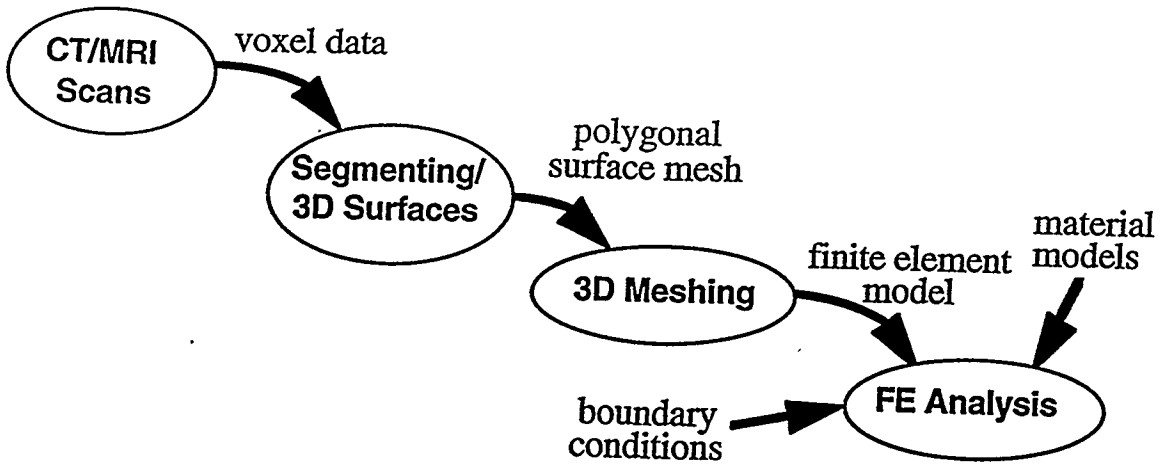 CT/MRI
Scans
voxel data
Segmenting/
3D Surfaces
polygonal
surface mesh
3D Meshing
finite element
model
material
models
FE Analysis
boundary
conditions